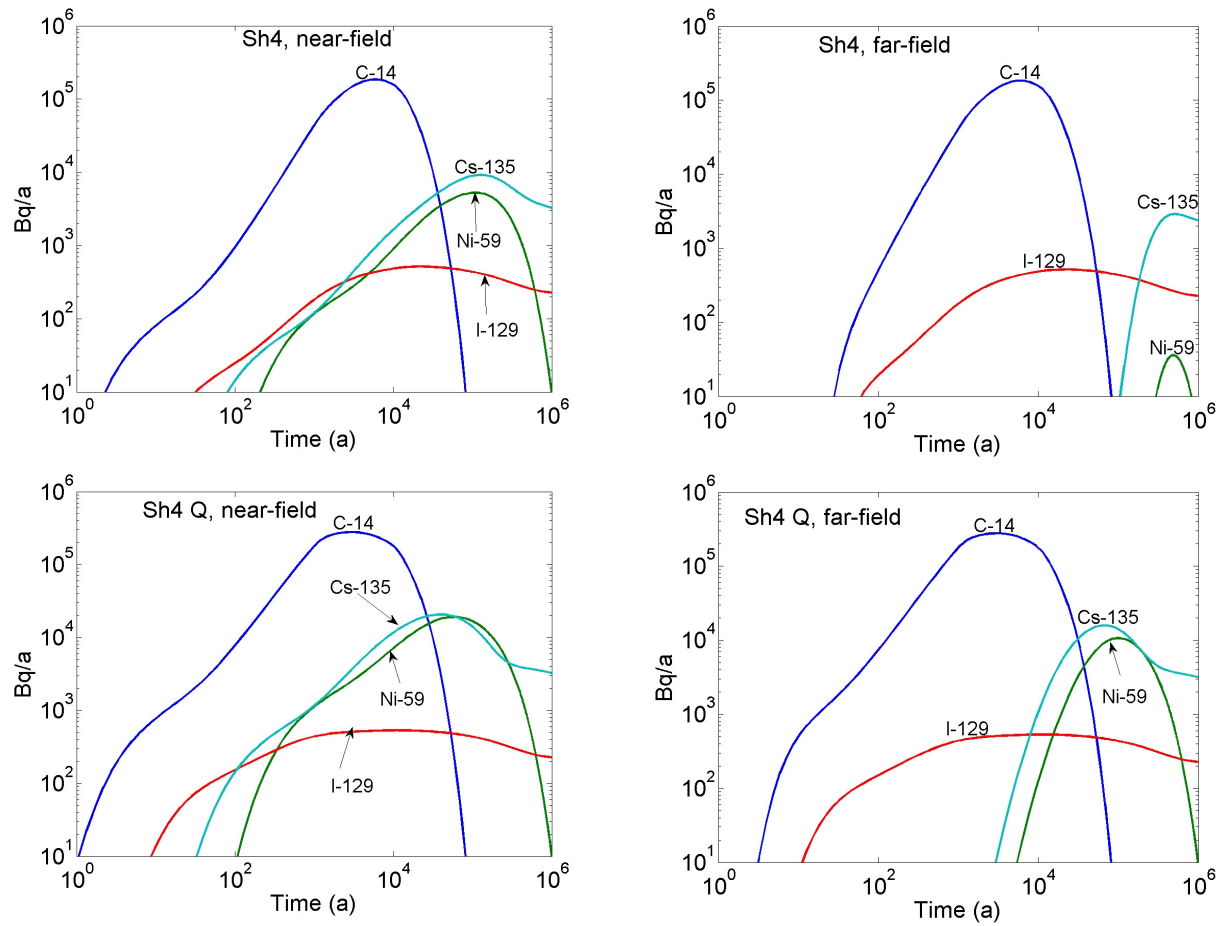 Sh4, near-field
C-14
Cs-135
Ni-59
I-129
Bq/a
10^6
10^5
10^4
10^3
10^2
10^1
10^0
10^2
10^4
10^6
Time (a)
Sh4, far-field
C-14
Cs-135
I-129
Ni-59
Bq/a
10^6
10^5
10^4
10^3
10^2
10^1
10^0
10^2
10^4
10^6
Time (a)
Sh4 Q, near-field
C-14
Cs-135
Ni-59
I-129
Bq/a
10^6
10^5
10^4
10^3
10^2
10^1
10^0
10^2
10^4
10^6
Time (a)
Sh4 Q, far-field
C-14
Cs-135
Ni-59
I-129
Bq/a
10^6
10^5
10^4
10^3
10^2
10^1
10^0
10^2
10^4
10^6
Time (a)